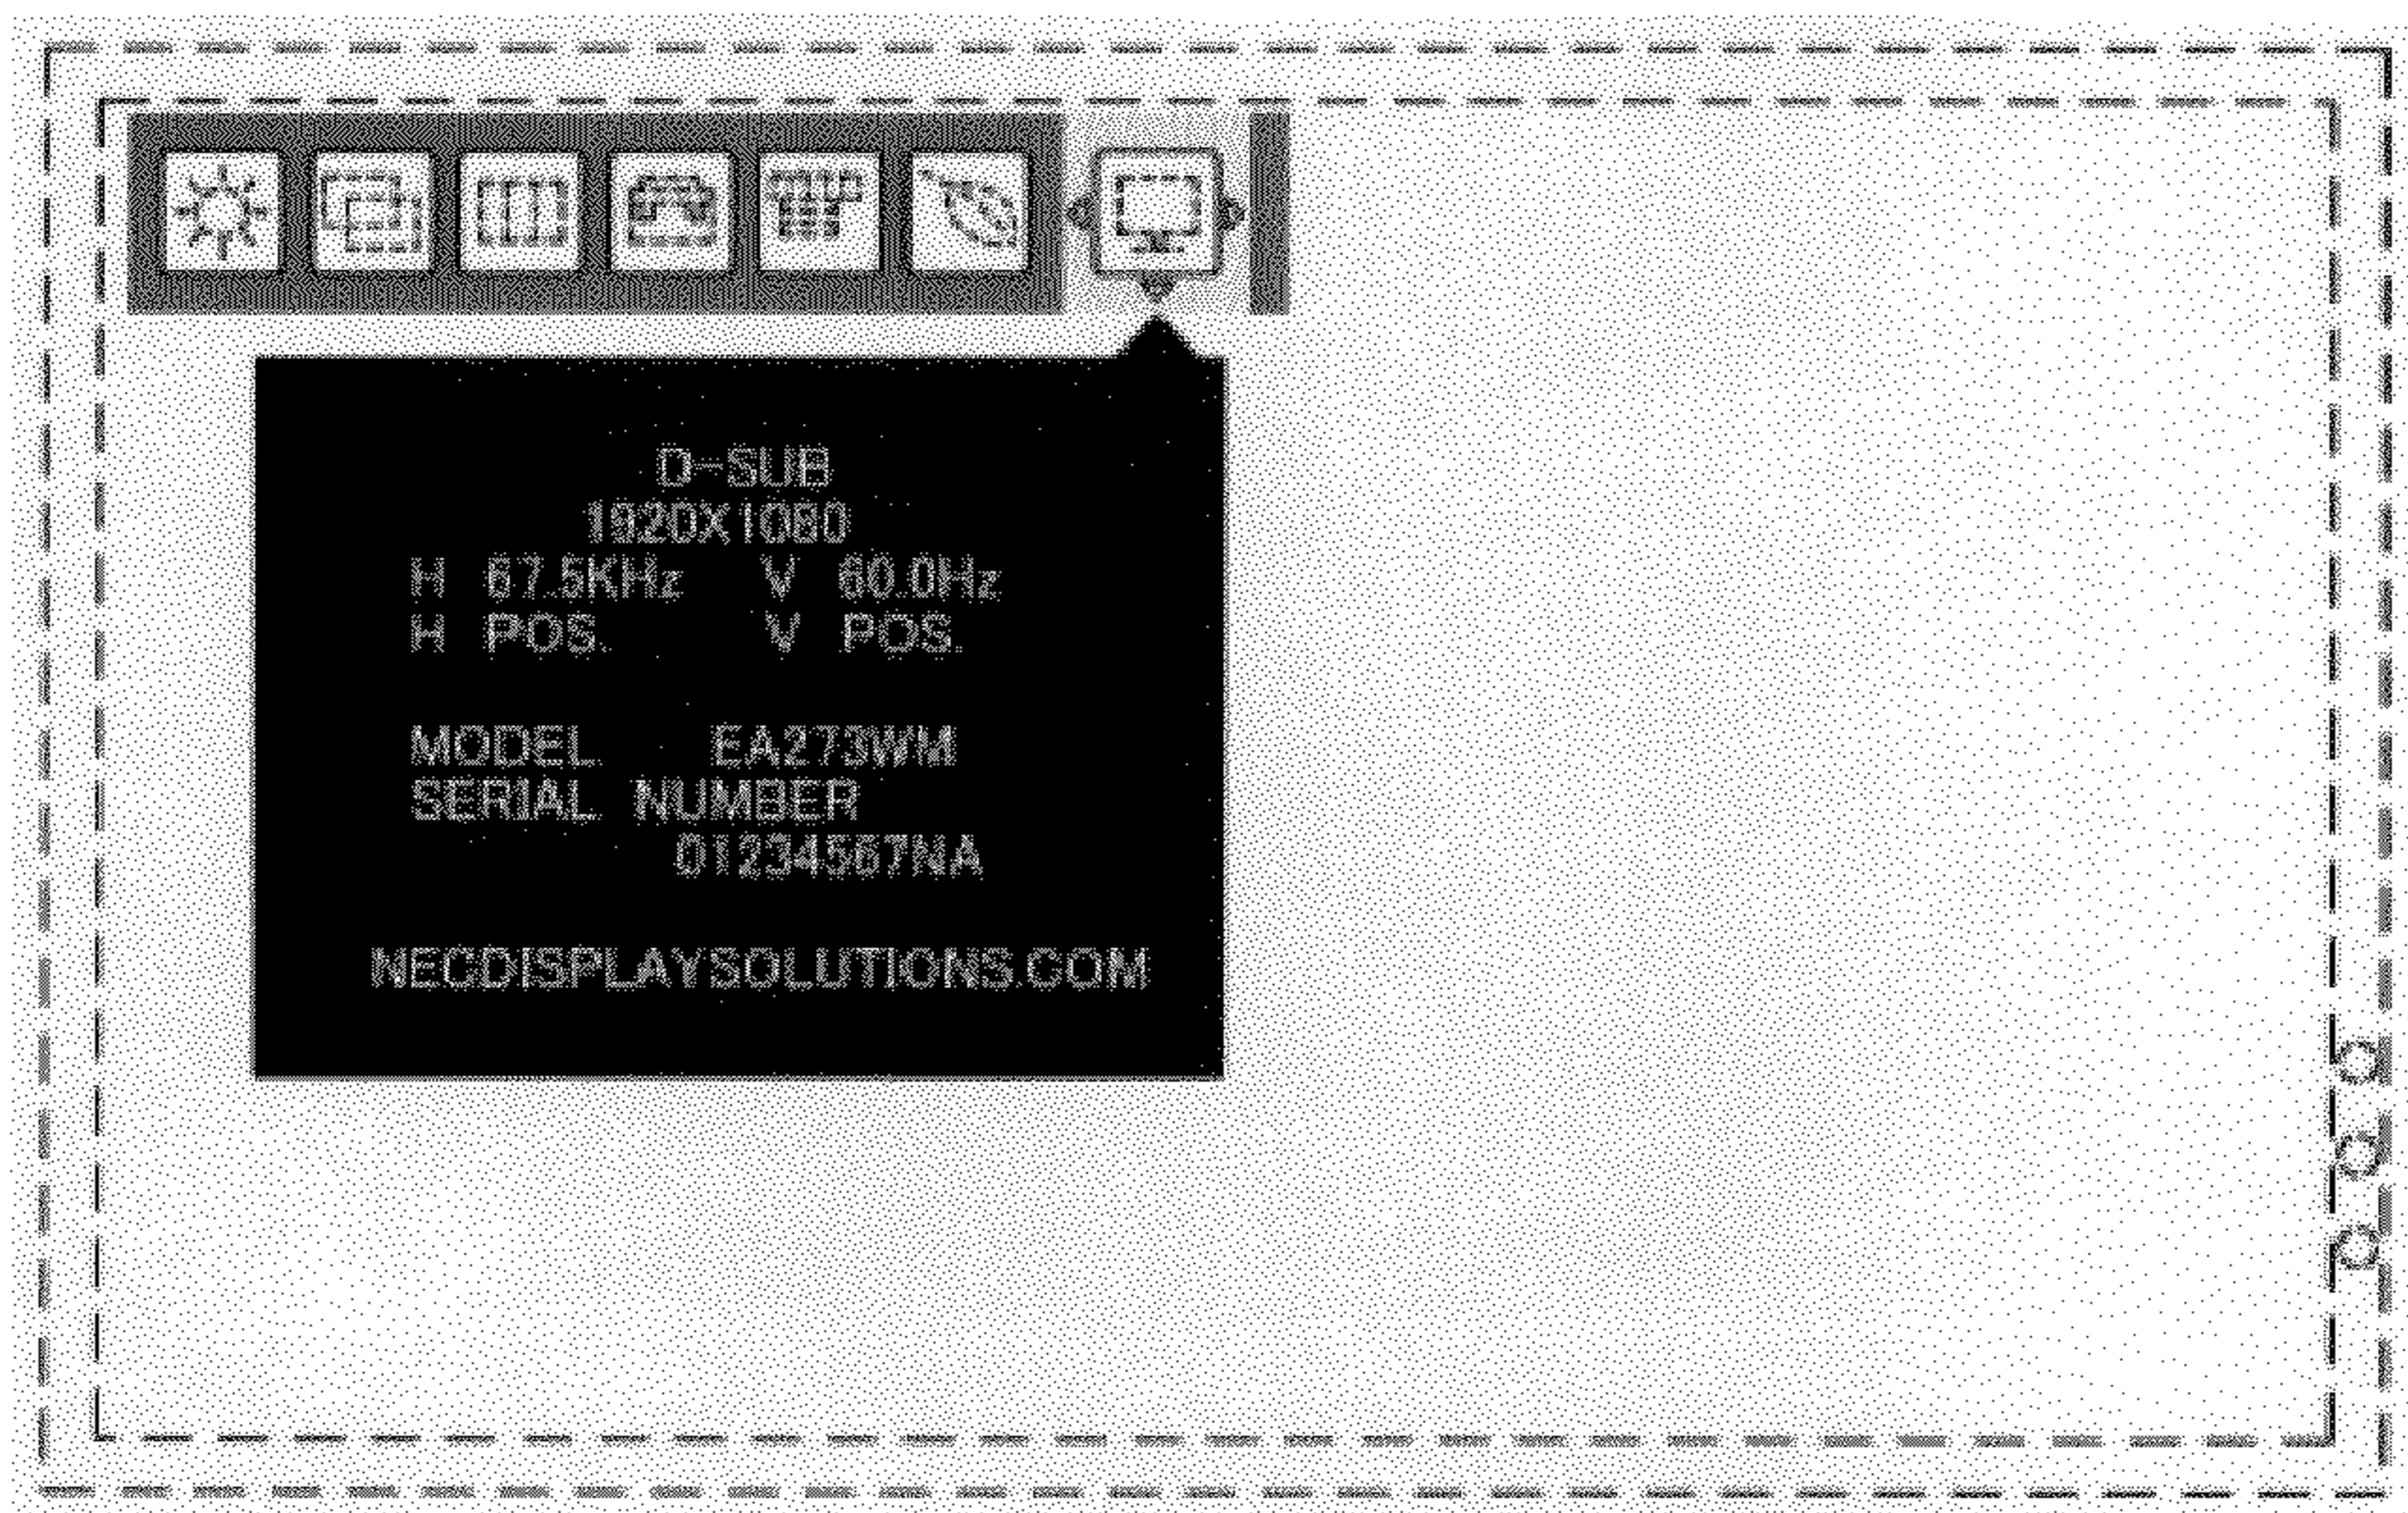 D-SUB
1920X1080
H 67.5KHz V 60.0Hz
H POS. V POS.
MODEL EA273WM
SERIAL NUMBER
01234567NA
NECDISPLAYSOLUTIONS.COM